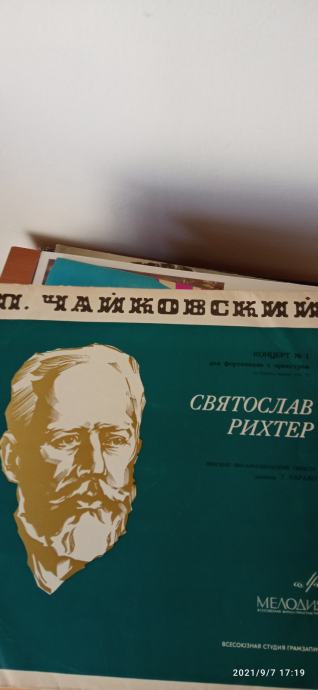 П. ЧАЙКОВСКИЙ
КОНЦЕРТ № 1
для фортепиано с оркестром
СВЯТОСЛАВ
РИХТЕР
МЕЛОДИЯ
ВСЕСОЮЗНАЯ СТУДИЯ ГРАМЗАПИ
2021/9/7 17:19